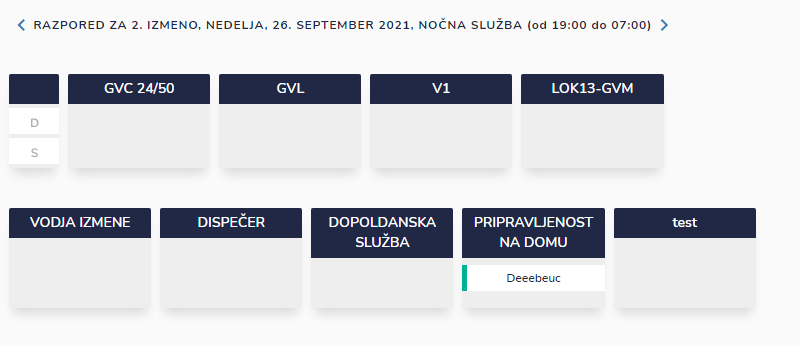 RAZPORED ZA 2. IZMENO, NEDELJA, 26. SEPTEMBER 2021, NOČNA SLUŽBA (od 19:00 do 07:00)
GVC 24/50
GVL
V1
LOK13-GVM
D
S
VODJA IZMENE
DISPEČER
DOPOLDANSKA
SLUŽBA
PRIPRAVLJENOST
NA DOMU
test
Deeebeuc